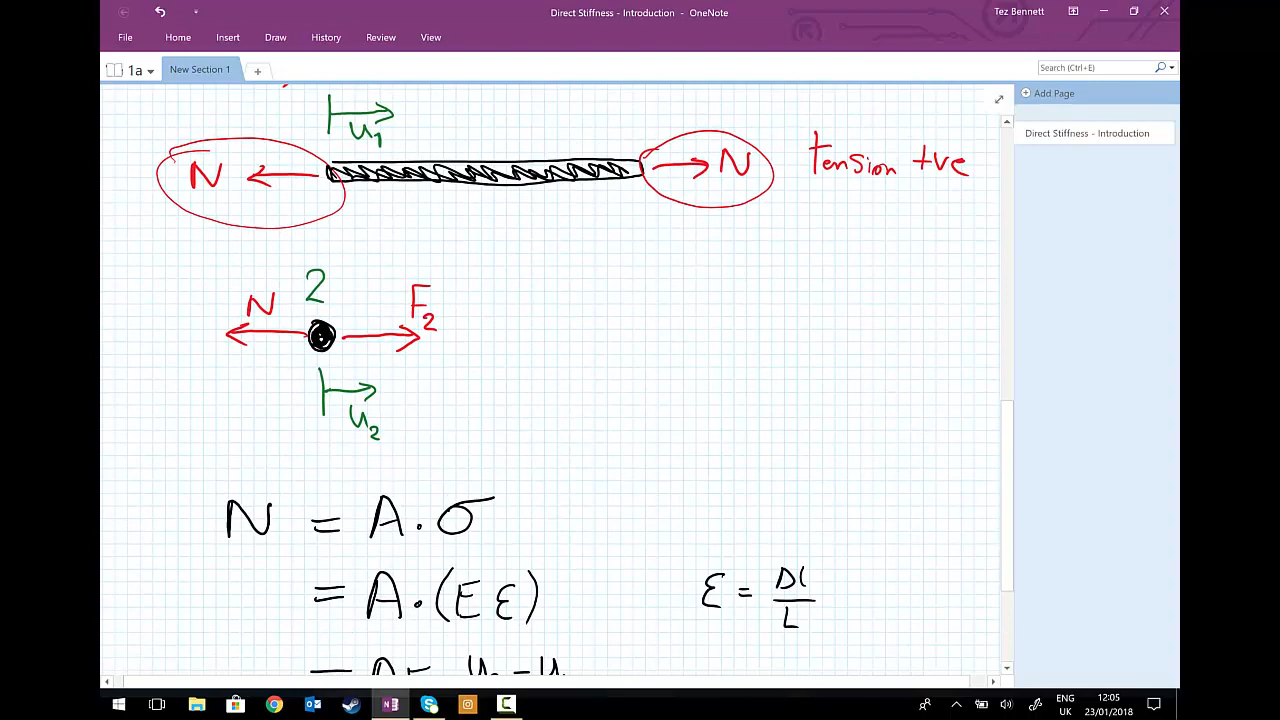 Direct Stiffness - Introduction - OneNote
Tez Bennett
File Home Insert Draw History Review View
1a New Section 1 +
Search (Ctrl+E)
Add Page
Direct Stiffness - Introduction
u1
N N tension +ve
2
N F2
u2
N = A . σ
= A . (E ε)
ε = Δl / L
ENG 12:05
UK 23/01/2018